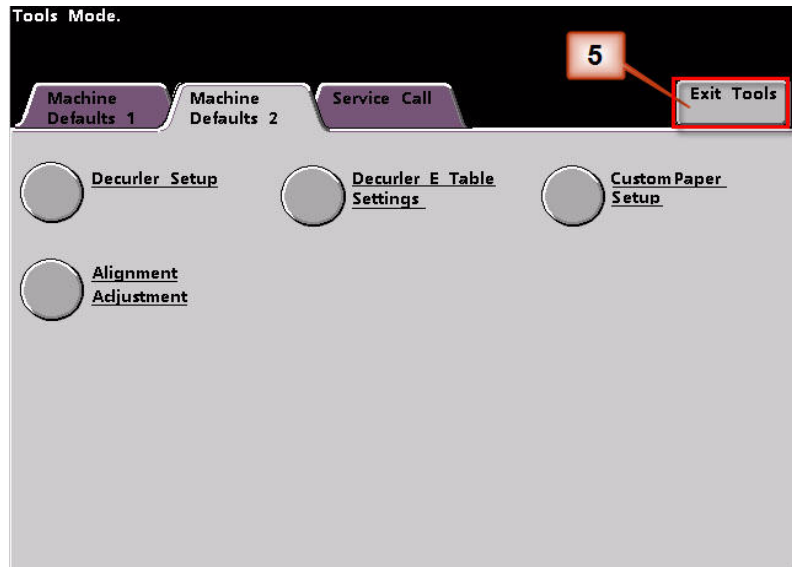 Tools Mode.
5
Machine
Defaults 1
Machine
Defaults 2
Service Call
Exit Tools
Decurler Setup
Decurler E Table
Settings
Custom Paper
Setup
Alignment
Adjustment